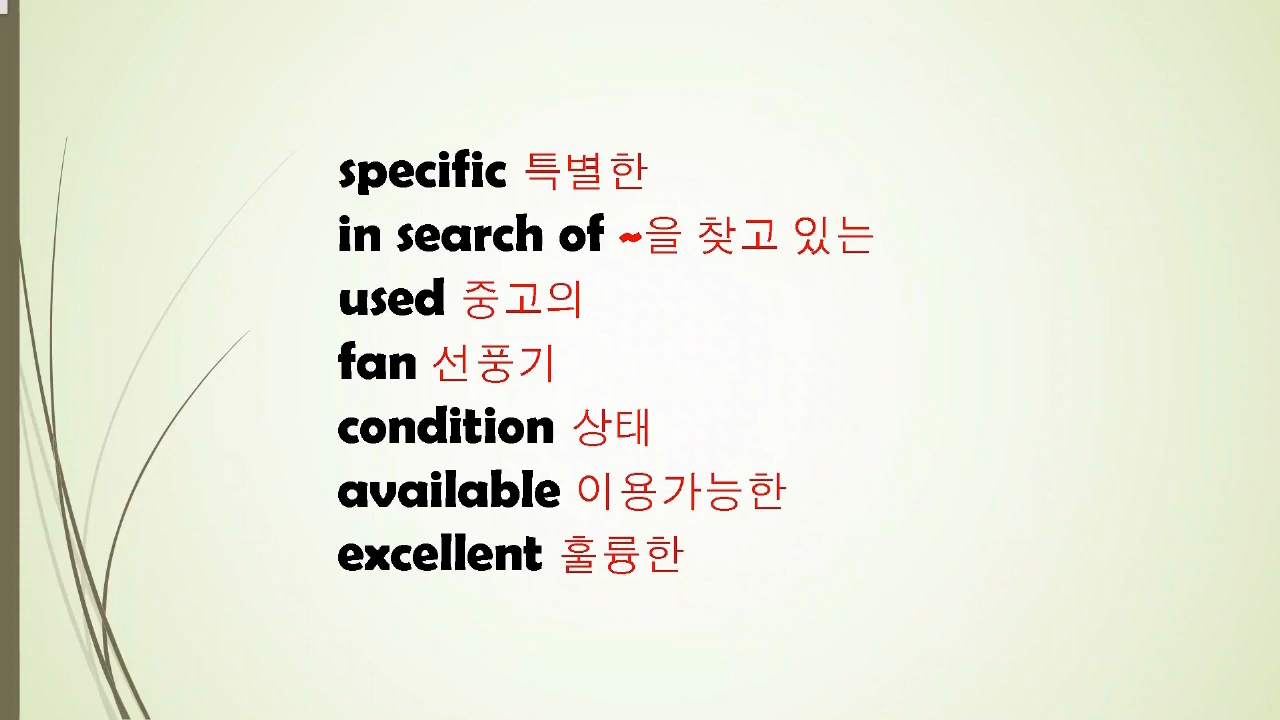 specific 특별한
in search of ~을 찾고 있는
used 중고의
fan 선풍기
condition 상태
available 이용가능한
excellent 훌륭한